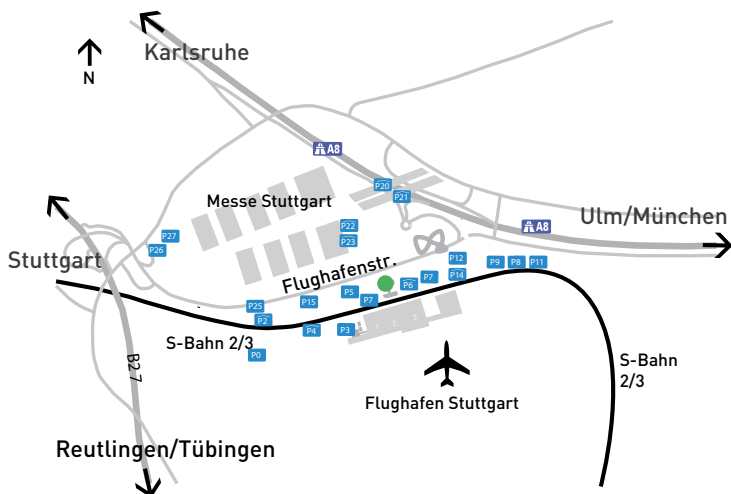 Karlsruhe
N
A8
P20
P21
Messe Stuttgart
P22
P23
P27
P26
Ulm/München
A8
Stuttgart
Flughafenstr.
P12
P14
P9
P8
P11
P7
P6
P5
P7
P15
P25
P2
P4
P3
P0
S-Bahn 2/3
B27
S-Bahn
2/3
Flughafen Stuttgart
Reutlingen/Tübingen